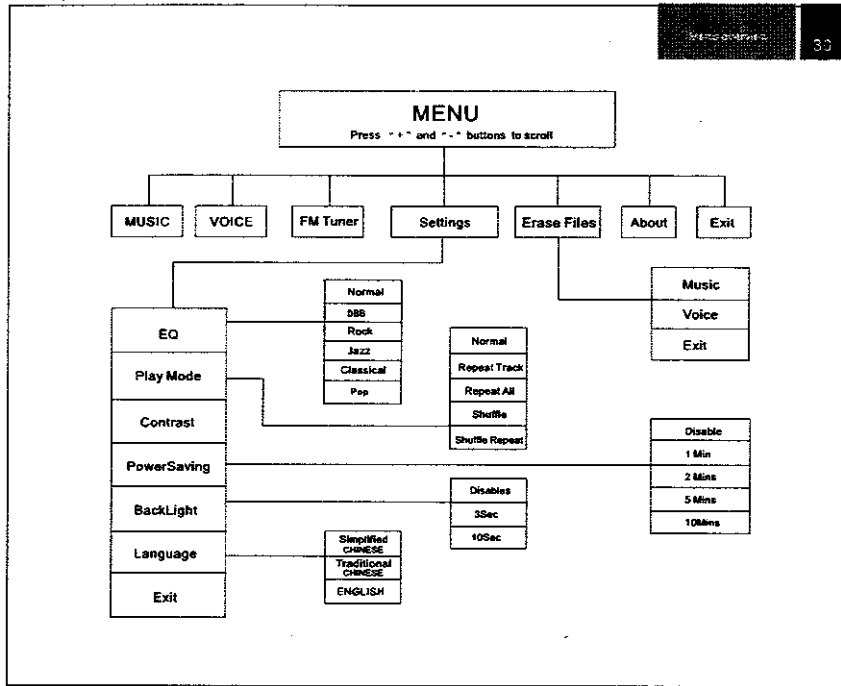 36
MENU
Press "+" and "-" buttons to scroll
MUSIC
VOICE
FM Tuner
Settings
Erase Files
About
Exit
Music
Voice
Exit
EQ
Play Mode
Contrast
PowerSaving
BackLight
Language
Exit
Normal
DBB
Rock
Jazz
Classical
Pop
Normal
Repeat Track
Repeat All
Shuffle
Shuffle Repeat
Disable
1 Min
2 Mins
5 Mins
10Mins
Disables
3Sec
10Sec
Simplified
CHINESE
Traditional
CHINESE
ENGLISH